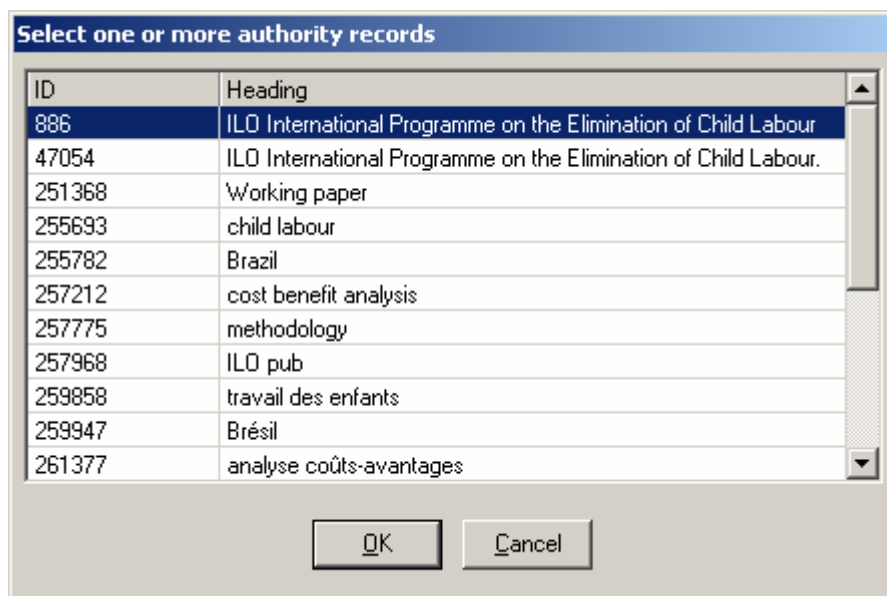 Select one or more authority records
ID Heading
886 ILO International Programme on the Elimination of Child Labour
47054 ILO International Programme on the Elimination of Child Labour.
251368 Working paper
255693 child labour
255782 Brazil
257212 cost benefit analysis
257775 methodology
257968 ILO pub
259858 travail des enfants
259947 Brésil
261377 analyse coûts-avantages
OK Cancel